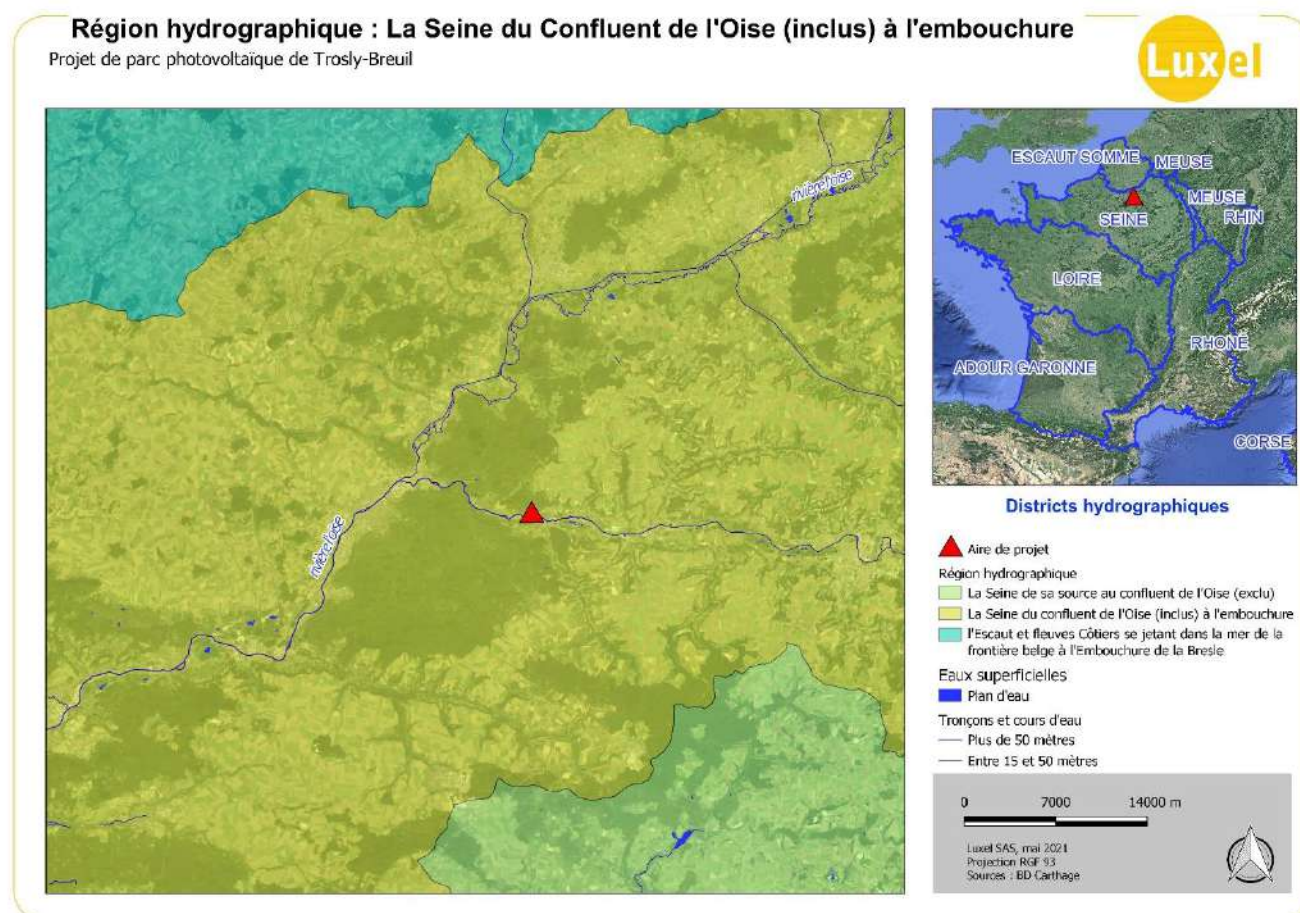 Région hydrographique : La Seine du Confluent de l'Oise (inclus) à l'embouchure
Projet de parc photovoltaïque de Trosly-Breuil
Luxel
rivière l'oise
rivière l'oise
ESCAUT SOMME
MEUSE
MEUSE
RHIN
SEINE
LOIRE
RHONE
ADOUR GARONNE
CORSE
Districts hydrographiques
Aire de projet
Région hydrographique
La Seine de sa source au confluent de l'Oise (exclu)
La Seine du confluent de l'Oise (inclus) à l'embouchure
l'Escaut et fleuves Côtiers se jetant dans la mer de la
frontière belge à l'Embouchure de la Bresle
Eaux superficielles
Plan d'eau
Tronçons et cours d'eau
Plus de 50 mètres
Entre 15 et 50 mètres
0 7000 14000 m
Luxel SAS, mai 2021
Projection RGF 93
Sources : BD Carthage